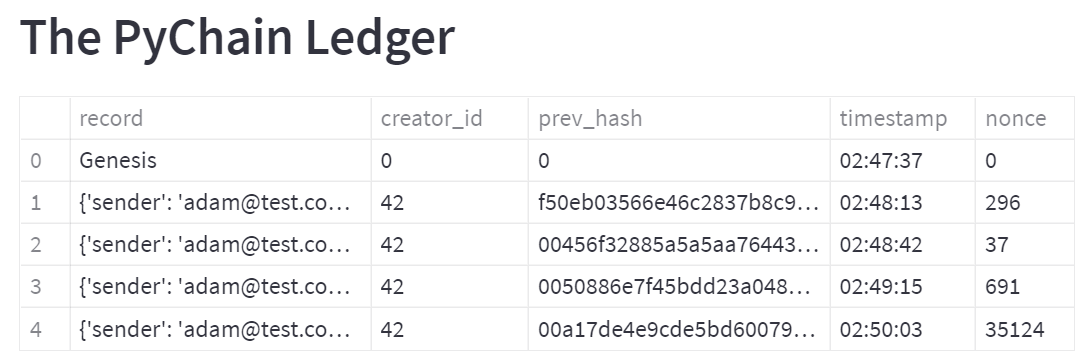 The PyChain Ledger
record creator_id prev_hash timestamp nonce
0 Genesis 0 0 02:47:37 0
1 {'sender': 'adam@test.co... 42 f50eb03566e46c2837b8c9... 02:48:13 296
2 {'sender': 'adam@test.co... 42 00456f32885a5a5aa76443... 02:48:42 37
3 {'sender': 'adam@test.co... 42 0050886e7f45bdd23a048... 02:49:15 691
4 {'sender': 'adam@test.co... 42 00a17de4e9cde5bd60079... 02:50:03 35124